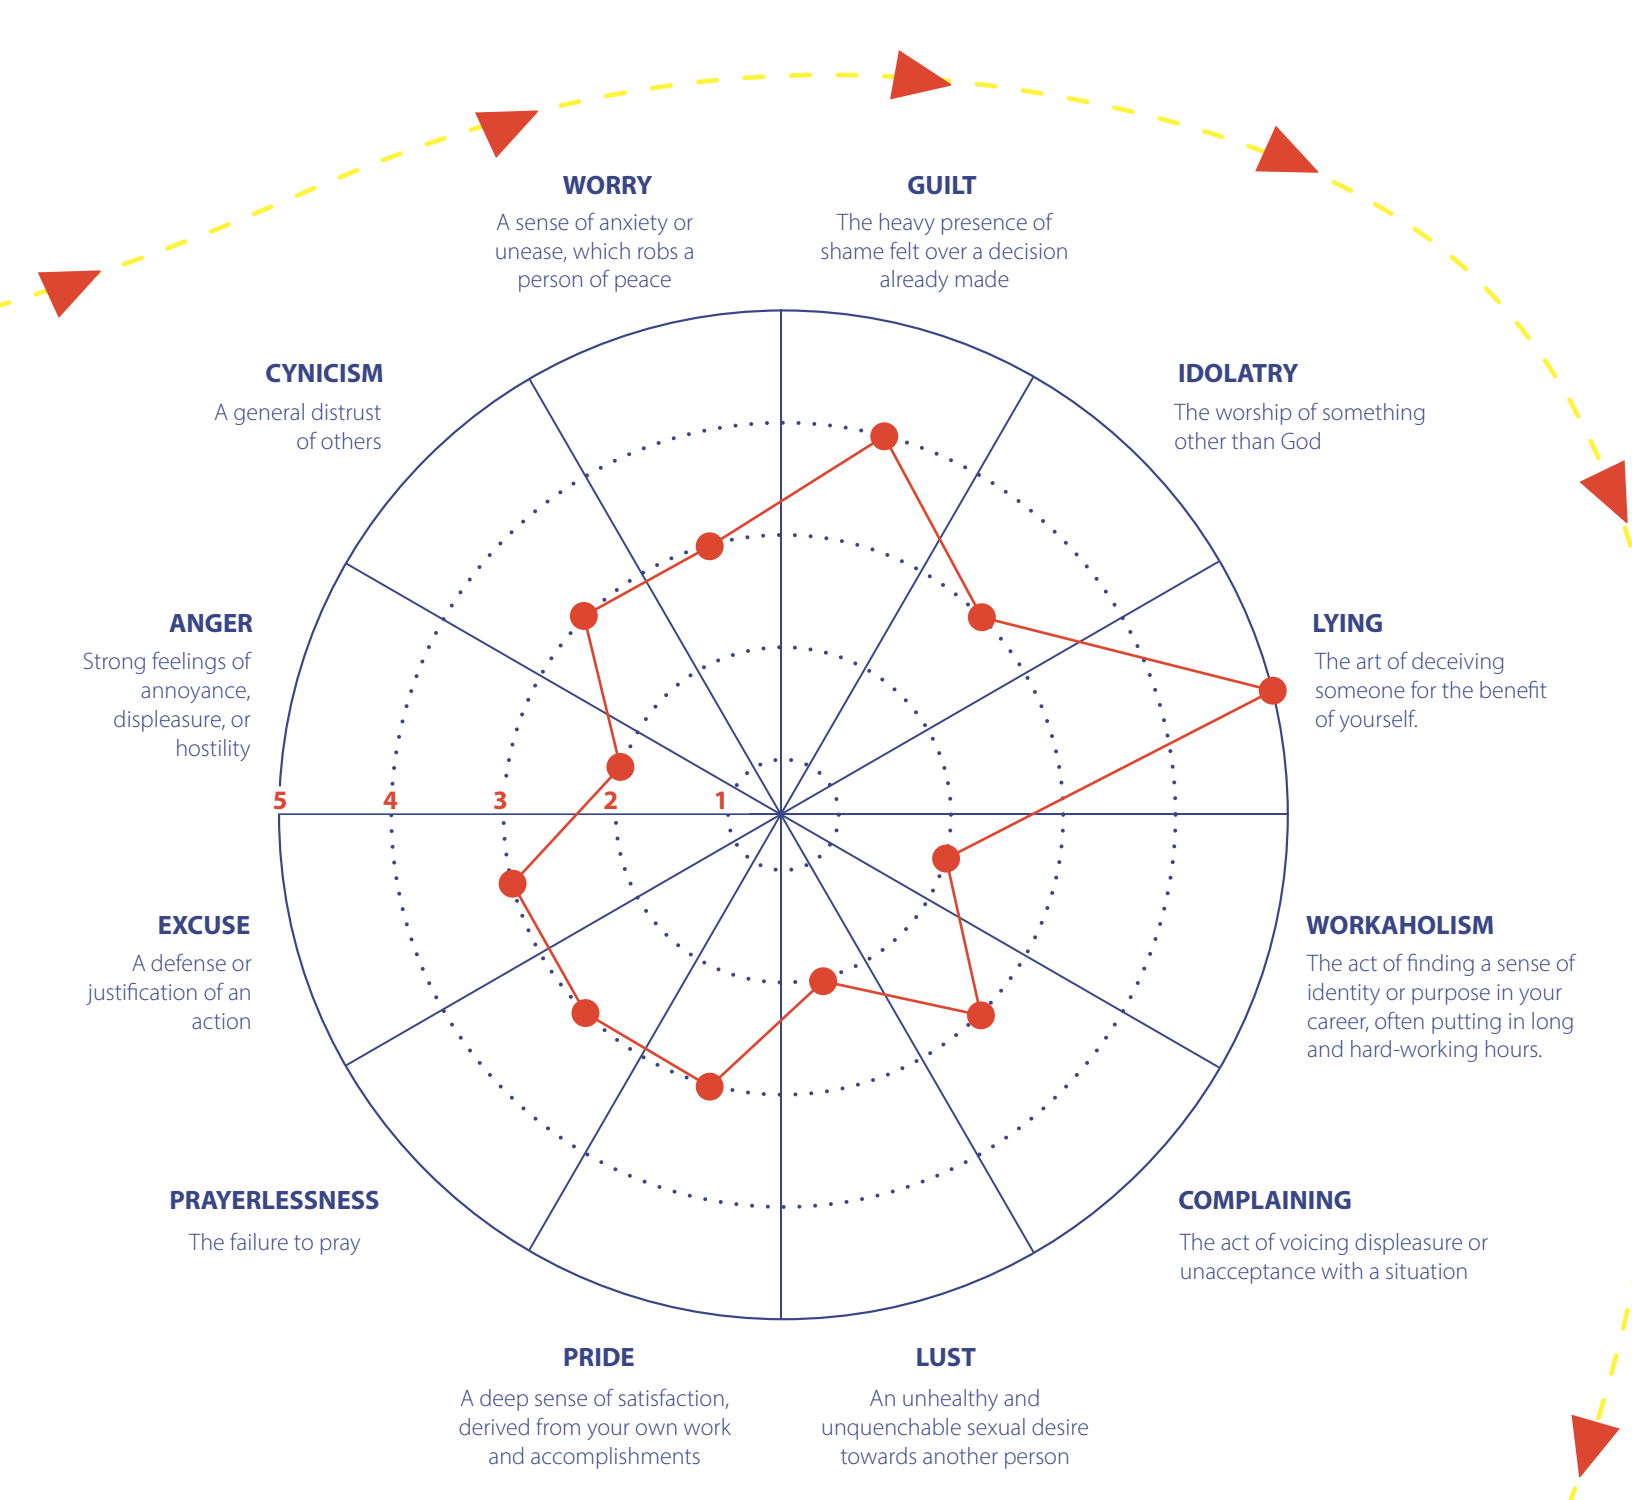 WORRY
A sense of anxiety or
unease, which robs a
person of peace
GUILT
The heavy presence of
shame felt over a decision
already made
CYNICISM
A general distrust
of others
IDOLATRY
The worship of something
other than God
ANGER
Strong feelings of
annoyance,
displeasure, or
hostility
LYING
The art of deceiving
someone for the benefit
of yourself.
5 4 3 2 1
EXCUSE
A defense or
justification of an
action
WORKAHOLISM
The act of finding a sense of
identity or purpose in your
career, often putting in long
and hard-working hours.
PRAYERLESSNESS
The failure to pray
COMPLAINING
The act of voicing displeasure or
unacceptance with a situation
PRIDE
A deep sense of satisfaction,
derived from your own work
and accomplishments
LUST
An unhealthy and
unquenchable sexual desire
towards another person